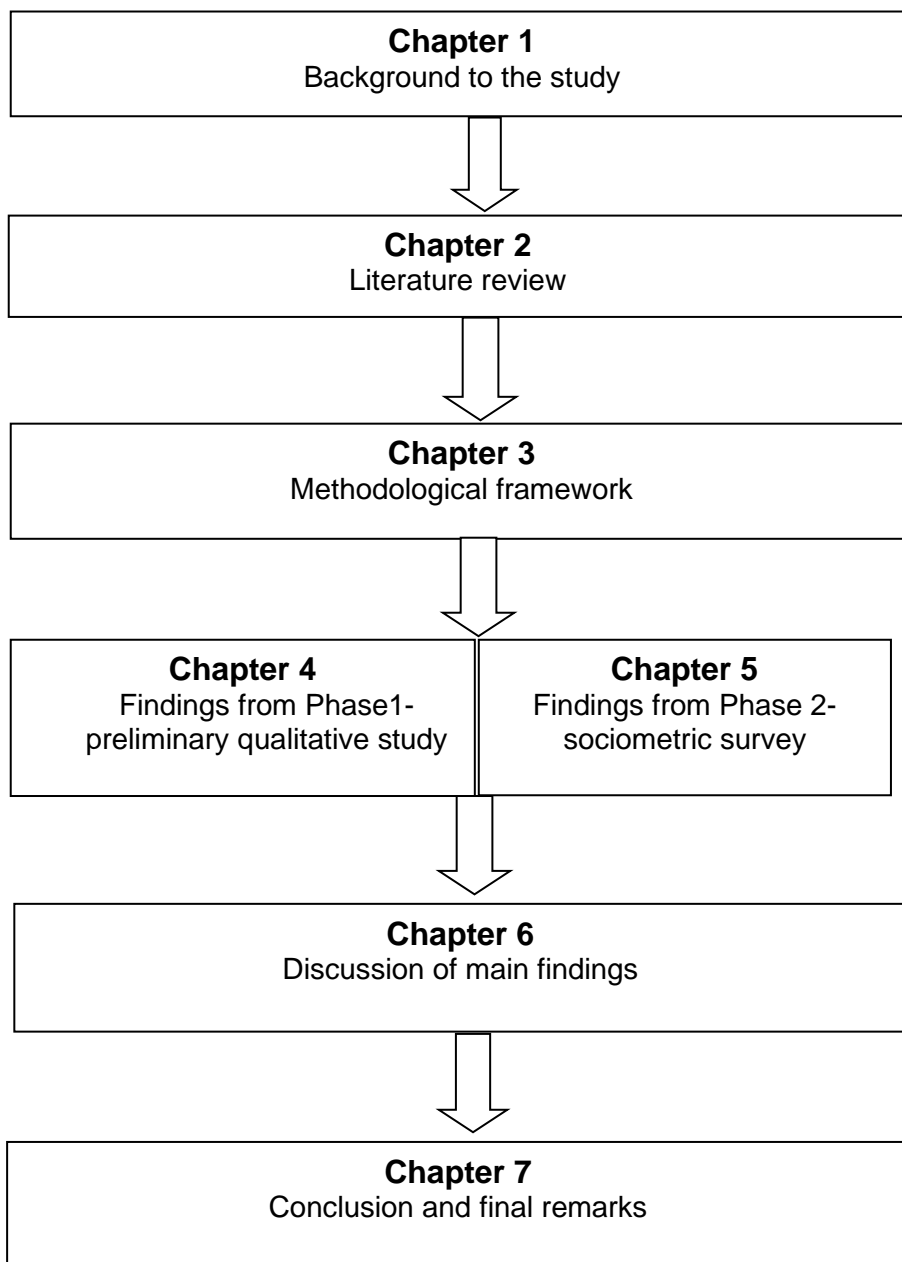 Chapter 1
Background to the study
Chapter 2
Literature review
Chapter 3
Methodological framework
Chapter 4
Findings from Phase1-
preliminary qualitative study
Chapter 5
Findings from Phase 2-
sociometric survey
Chapter 6
Discussion of main findings
Chapter 7
Conclusion and final remarks